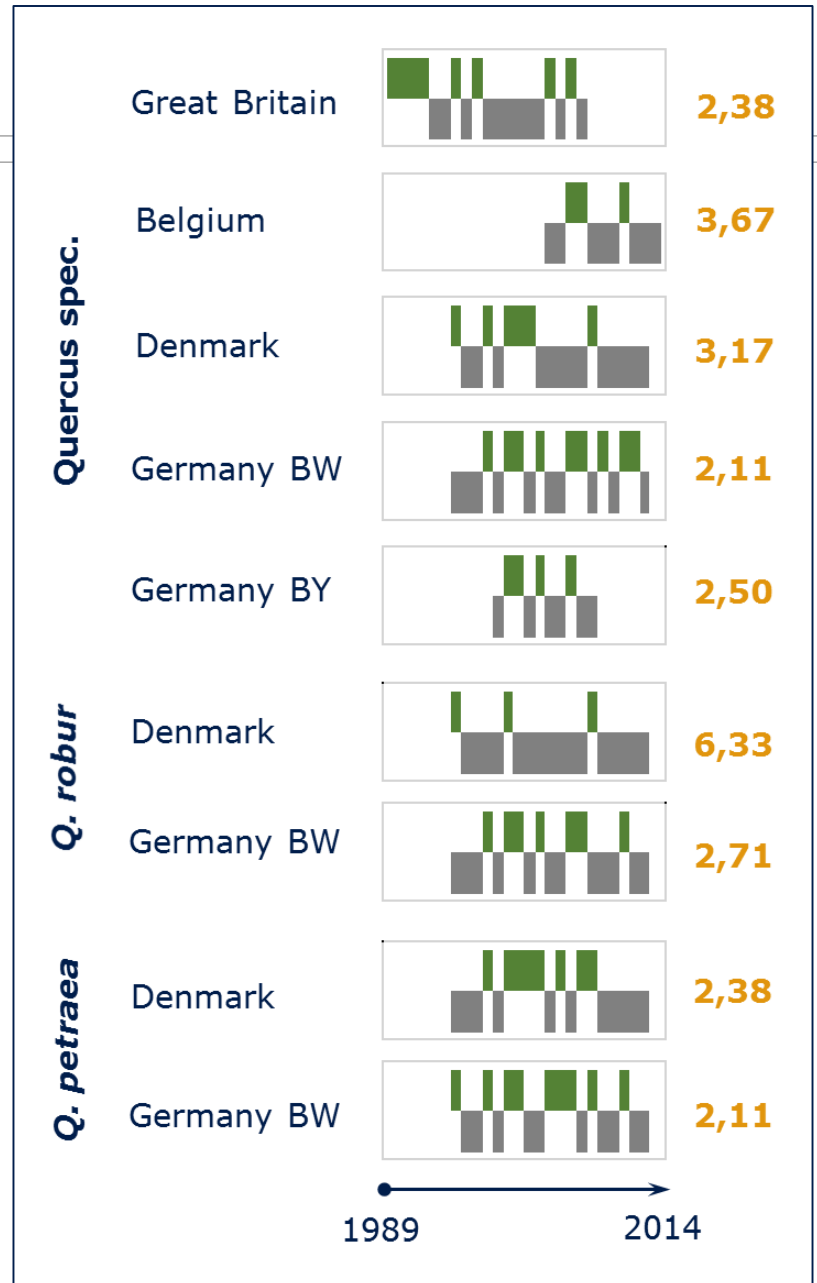 Quercus spec.
Great Britain 2,38
Belgium 3,67
Denmark 3,17
Germany BW 2,11
Germany BY 2,50
Q. robur
Denmark 6,33
Germany BW 2,71
Q. petraea
Denmark 2,38
Germany BW 2,11
1989 2014